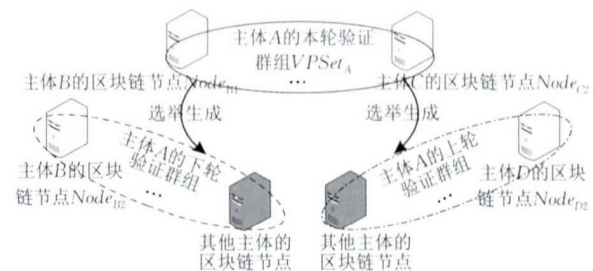 主体A的本轮验证
群组VPSet_A
...
主体B的区块链节点Node_B1
主体C的区块链节点Node_C2
选举生成
选举生成
主体A的下轮
验证群组
...
主体A的上轮
验证群组
...
主体B的区块
链节点Node_B2
主体D的区块
链节点Node_D2
其他主体的
区块链节点
其他主体的
区块链节点